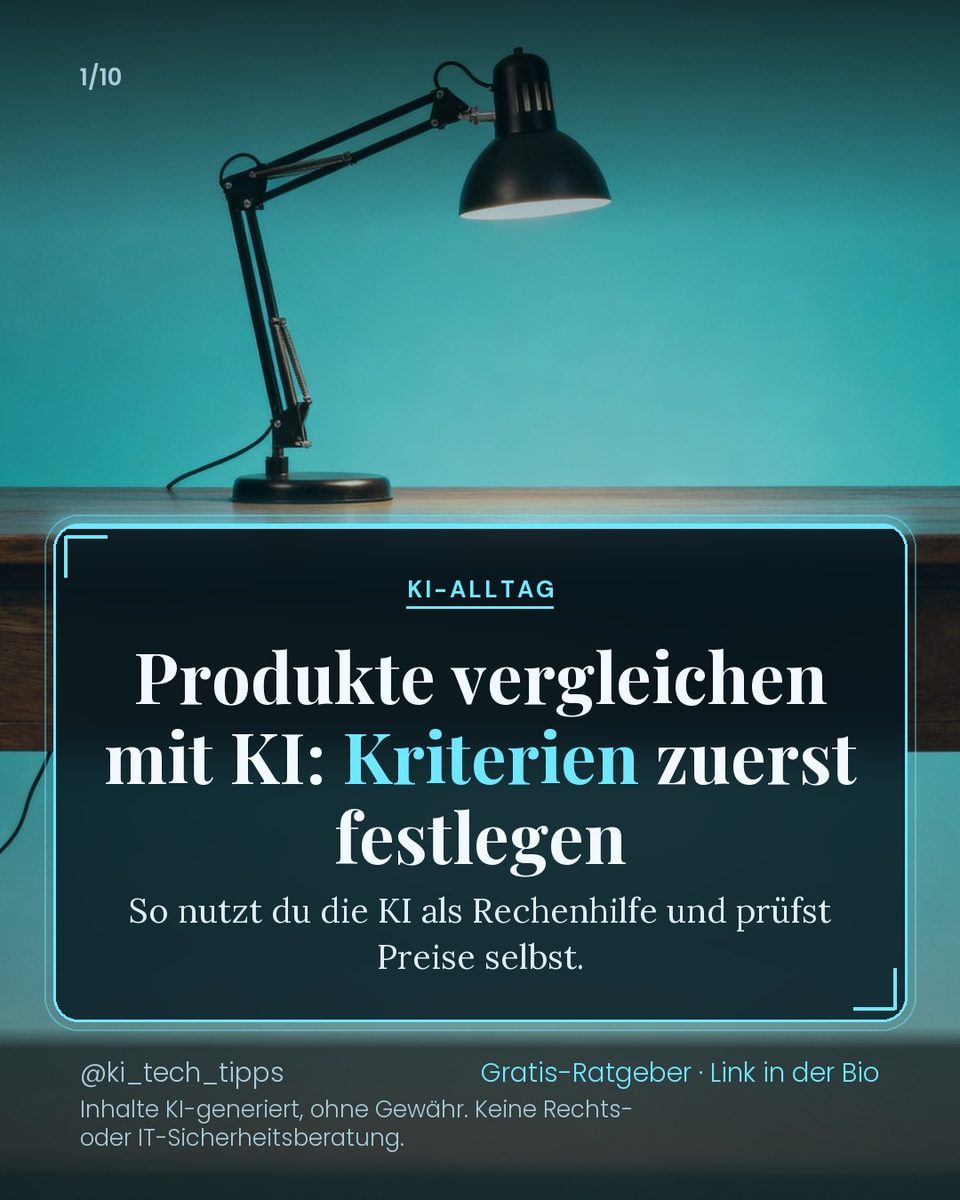 1/10
KI-ALLTAG
Produkte vergleichen
mit KI: Kriterien zuerst
festlegen
So nutzt du die KI als Rechenhilfe und prüfst
Preise selbst.
@ki_tech_tipps
Gratis-Ratgeber · Link in der Bio
Inhalte KI-generiert, ohne Gewähr. Keine Rechts-
oder IT-Sicherheitsberatung.